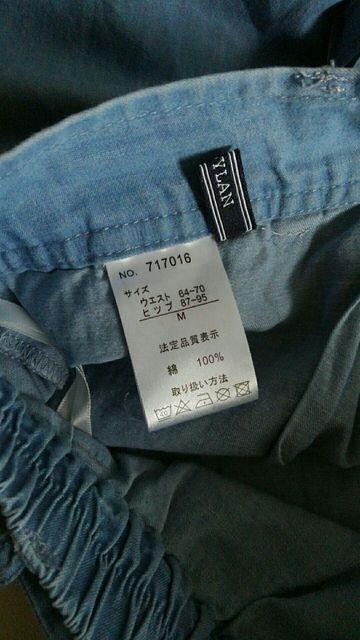 YLAN
NO. 717016
サイズ
ウエスト 64-70
ヒップ 87-95
M
法定品質表示
綿 100%
取り扱い方法